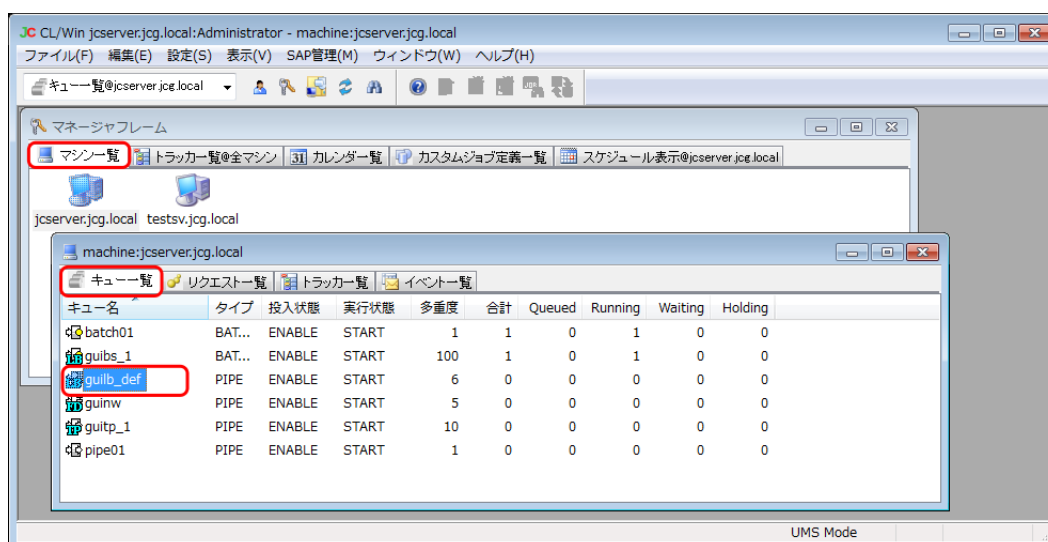 JC CL/Win jcserver.jcg.local:Administrator - machine:jcserver.jcg.local
ファイル(F) 編集(E) 設定(S) 表示(V) SAP管理(M) ウィンドウ(W) ヘルプ(H)
キュー一覧@jcserver.jcg.local
マネージャフレーム
マシン一覧 トラッカ一覧@全マシン 31 カレンダー覧 カスタムジョブ定義一覧 スケジュール表示@jcserver.jcg.local
jcserver.jcg.local testsv.jcg.local
machine:jcserver.jcg.local
キュー一覧 リクエスト一覧 トラッカ一覧 イベント一覧
キュー名 タイプ 投入状態 実行状態 多重度 合計 Queued Running Waiting Holding
batch01 BAT... ENABLE START 1 1 0 1 0 0
guibs_1 BAT... ENABLE START 100 1 0 1 0 0
guilb_def PIPE ENABLE START 6 0 0 0 0 0
guinw PIPE ENABLE START 5 0 0 0 0 0
guitp_1 PIPE ENABLE START 10 0 0 0 0 0
pipe01 PIPE ENABLE START 1 0 0 0 0 0
UMS Mode